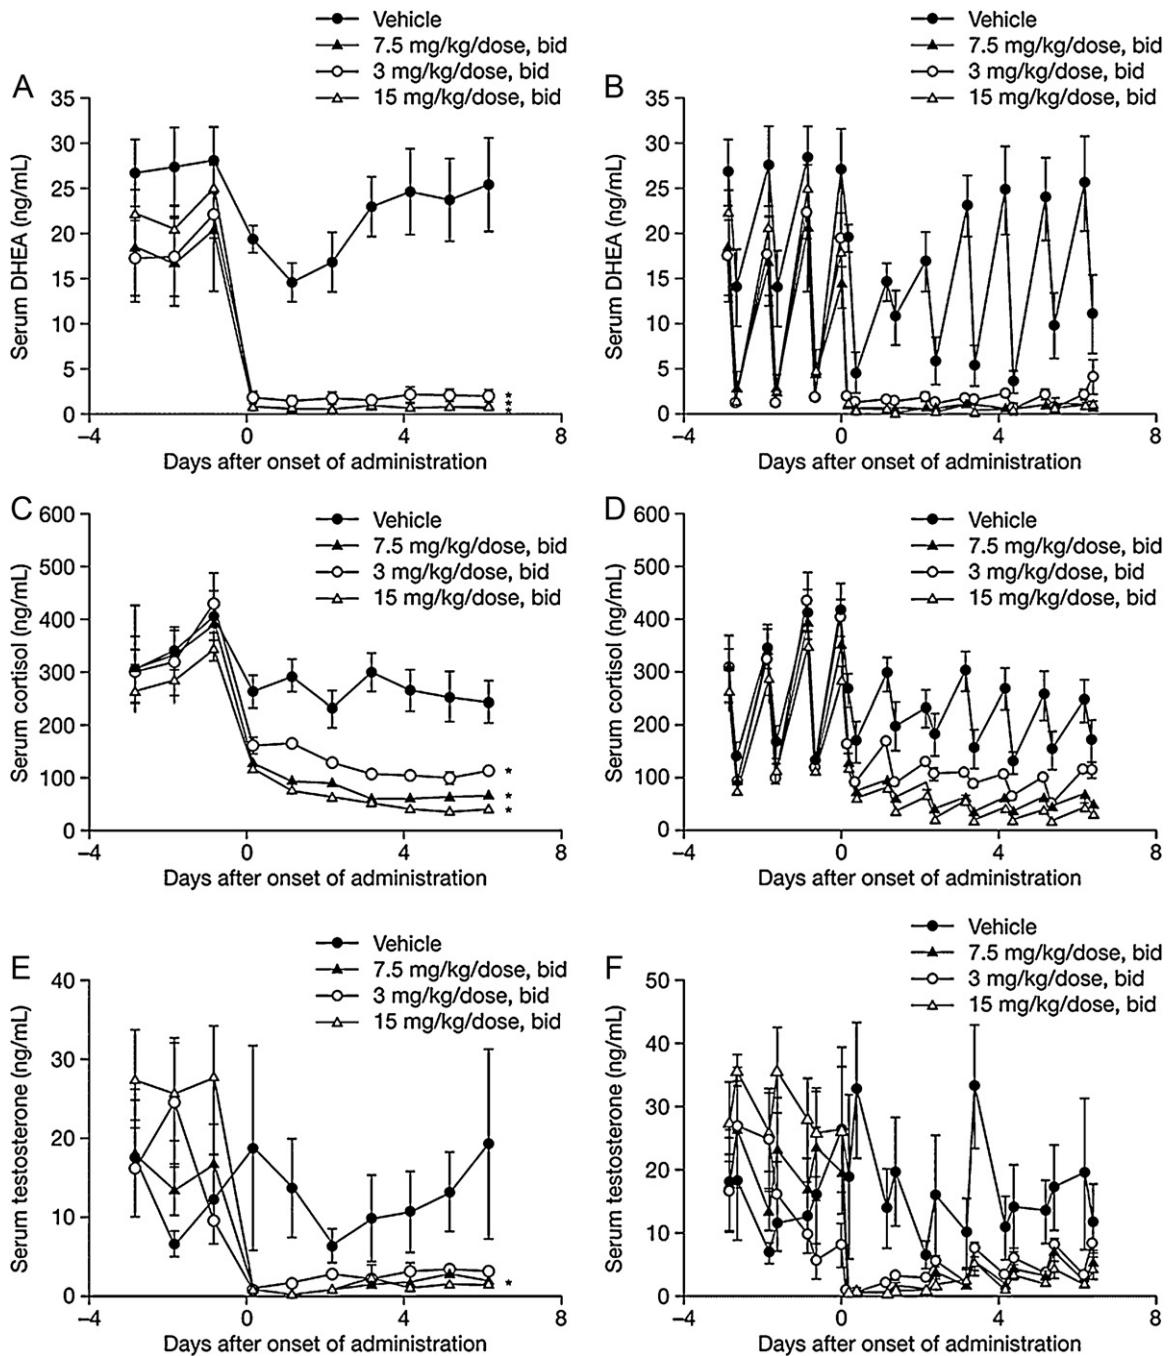 Vehicle
7.5 mg/kg/dose, bid
3 mg/kg/dose, bid
15 mg/kg/dose, bid
A
35
30
25
20
15
10
5
0
Serum DHEA (ng/mL)
*
*
*
−4
0
4
8
Days after onset of administration
Vehicle
7.5 mg/kg/dose, bid
3 mg/kg/dose, bid
15 mg/kg/dose, bid
B
35
30
25
20
15
10
5
0
Serum DHEA (ng/mL)
−4
0
4
8
Days after onset of administration
C
600
500
400
300
200
100
0
Serum cortisol (ng/mL)
Vehicle
7.5 mg/kg/dose, bid
3 mg/kg/dose, bid
15 mg/kg/dose, bid
*
*
*
−4
0
4
8
Days after onset of administration
D
600
500
400
300
200
100
0
Serum cortisol (ng/mL)
Vehicle
7.5 mg/kg/dose, bid
3 mg/kg/dose, bid
15 mg/kg/dose, bid
−4
0
4
8
Days after onset of administration
Vehicle
7.5 mg/kg/dose, bid
3 mg/kg/dose, bid
15 mg/kg/dose, bid
E
40
30
20
10
0
Serum testosterone (ng/mL)
*
−4
0
4
8
Days after onset of administration
Vehicle
7.5 mg/kg/dose, bid
3 mg/kg/dose, bid
15 mg/kg/dose, bid
F
50
40
30
20
10
0
Serum testosterone (ng/mL)
−4
0
4
8
Days after onset of administration